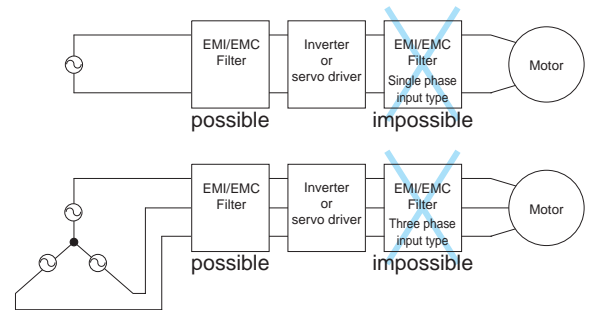 EMI/EMC
Filter
Inverter
or
servo driver
EMI/EMC
Filter
Single phase
input type
Motor
possible
impossible
EMI/EMC
Filter
Inverter
or
servo driver
EMI/EMC
Filter
Three phase
input type
Motor
possible
impossible